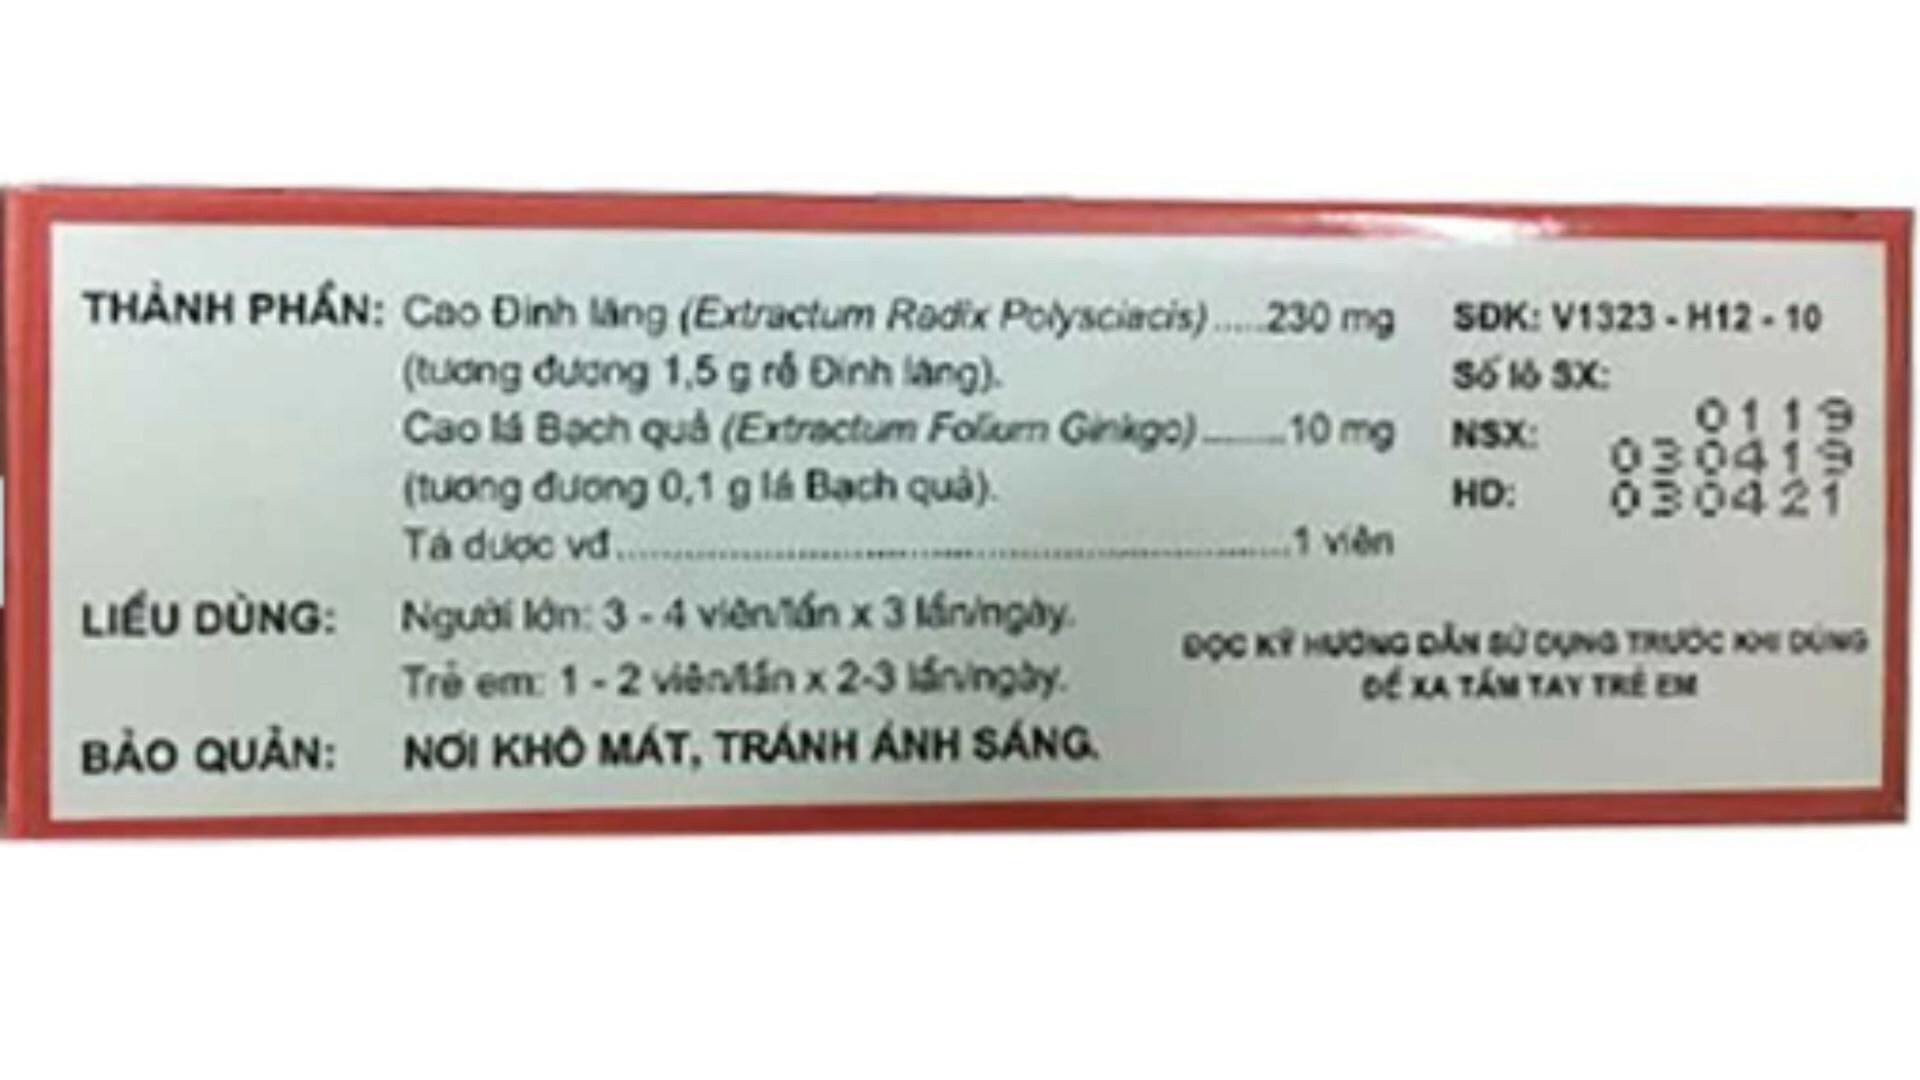 THÀNH PHẦN: Cao Đinh lăng (Extractum Radix Polysciacis).....230 mg
(tương đương 1,5 g rễ Đinh lăng).
Cao lá Bạch quả (Extractum Folium Ginkgo).........10 mg
(tương đương 0,1 g lá Bạch quả).
Tá dược vđ..........................................................................1 viên
LIỀU DÙNG: Người lớn: 3 - 4 viên/lần x 3 lần/ngày.
Trẻ em: 1 - 2 viên/lần x 2-3 lần/ngày.
BẢO QUẢN: NƠI KHÔ MÁT, TRÁNH ÁNH SÁNG.
SDK: V1323 - H12 - 10
Số lô SX: 0119
NSX: 030419
HD: 030421
ĐỌC KỸ HƯỚNG DẪN SỬ DỤNG TRƯỚC KHI DÙNG
ĐỂ XA TẦM TAY TRẺ EM